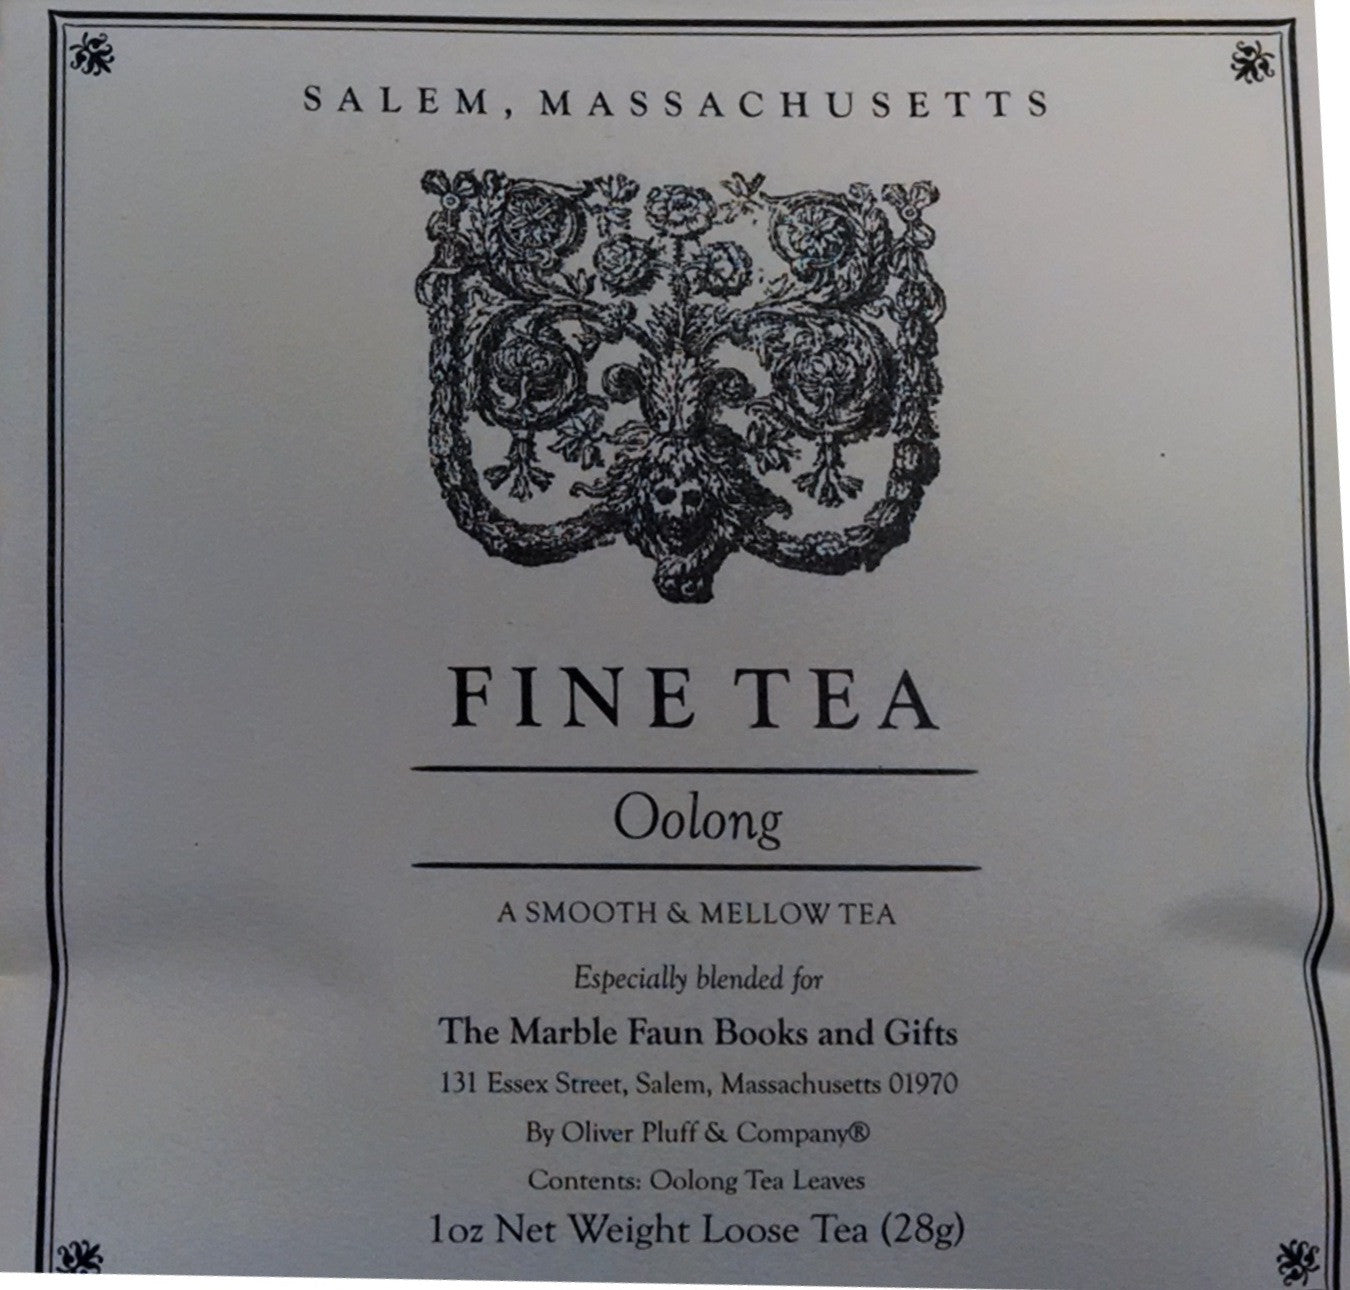 SALEM, MASSACHUSETTS
FINE TEA
Oolong
A SMOOTH & MELLOW TEA
Especially blended for
The Marble Faun Books and Gifts
131 Essex Street, Salem, Massachusetts 01970
By Oliver Pluff & Company®
Contents: Oolong Tea Leaves
1oz Net Weight Loose Tea (28g)